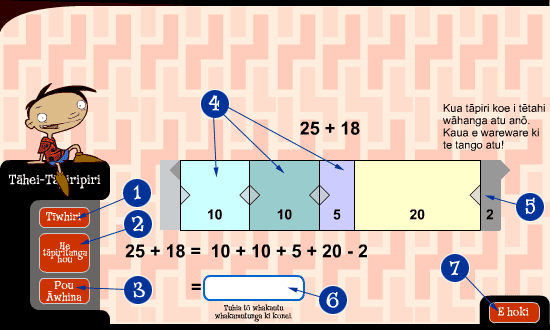 4
25 + 18
Kua tāpiri koe i tētahi
wāhanga atu anō.
Kaua e wareware ki
te tango atu!
Tāhei-Tāpiripiri
10
10
5
20
2
5
1
Tīwhiri
2
He
tāpiritanga
hou
25 + 18 = 10 + 10 + 5 + 20 - 2
3
Pou
Āwhina
=
6
Tuhia tō whakautu
whakamutunga ki konei
7
E hoki